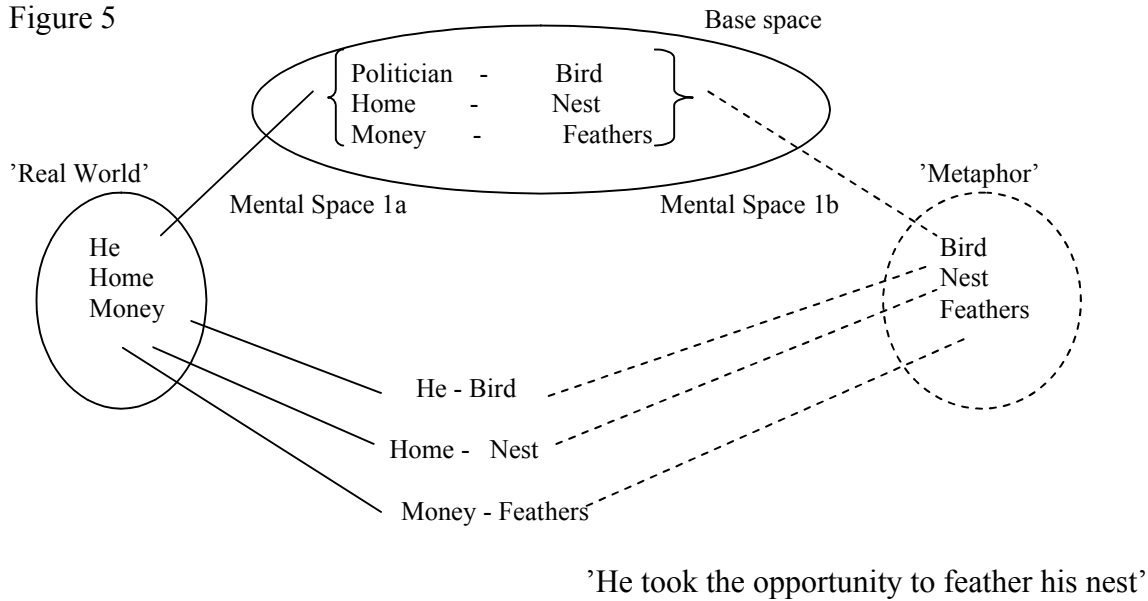 Figure 5
Base space
Politician - Bird
Home - Nest
Money - Feathers
’Real World’
’Metaphor’
Mental Space 1a
Mental Space 1b
He
Home
Money
Bird
Nest
Feathers
He - Bird
Home - Nest
Money - Feathers
’He took the opportunity to feather his nest’